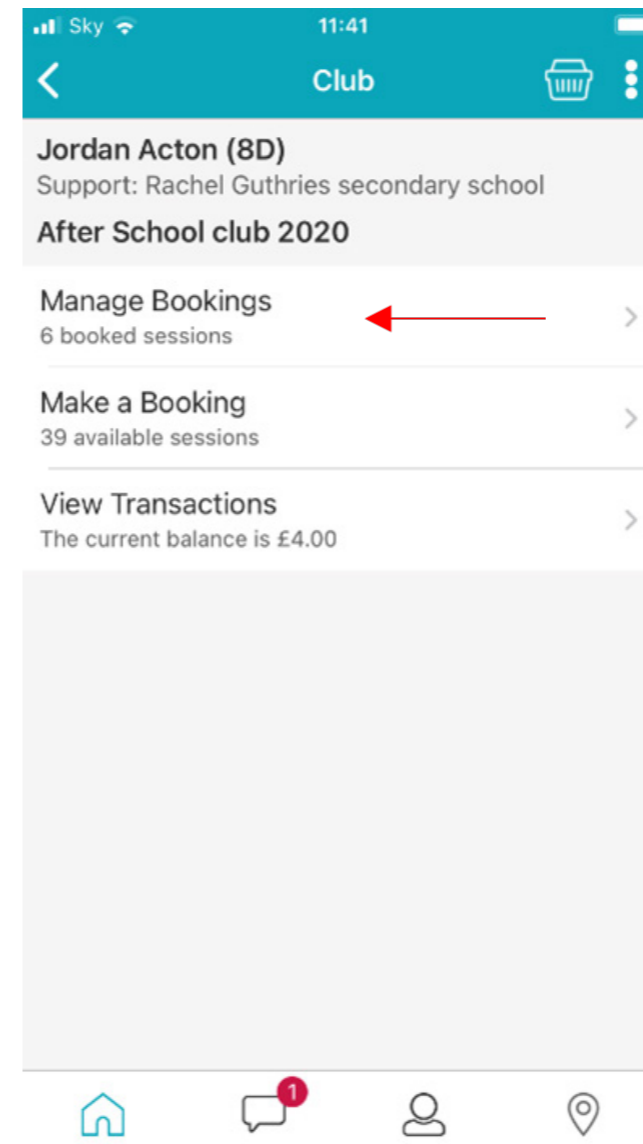 Sky 11:41
Club
Jordan Acton (8D)
Support: Rachel Guthries secondary school
After School club 2020
Manage Bookings
6 booked sessions
Make a Booking
39 available sessions
View Transactions
The current balance is £4.00
1